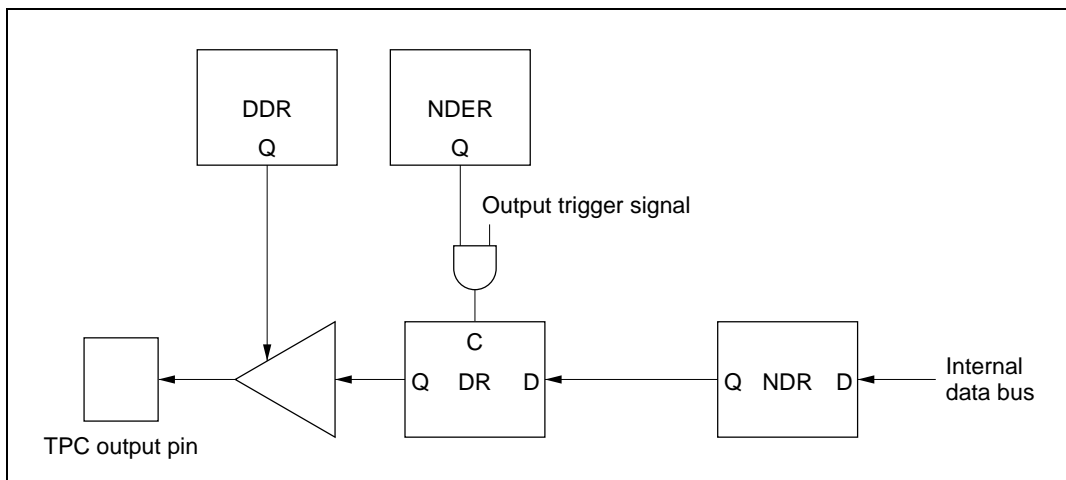 DDR
Q
NDER
Q
Output trigger signal
C
Q DR D
Q NDR D
Internal
data bus
TPC output pin